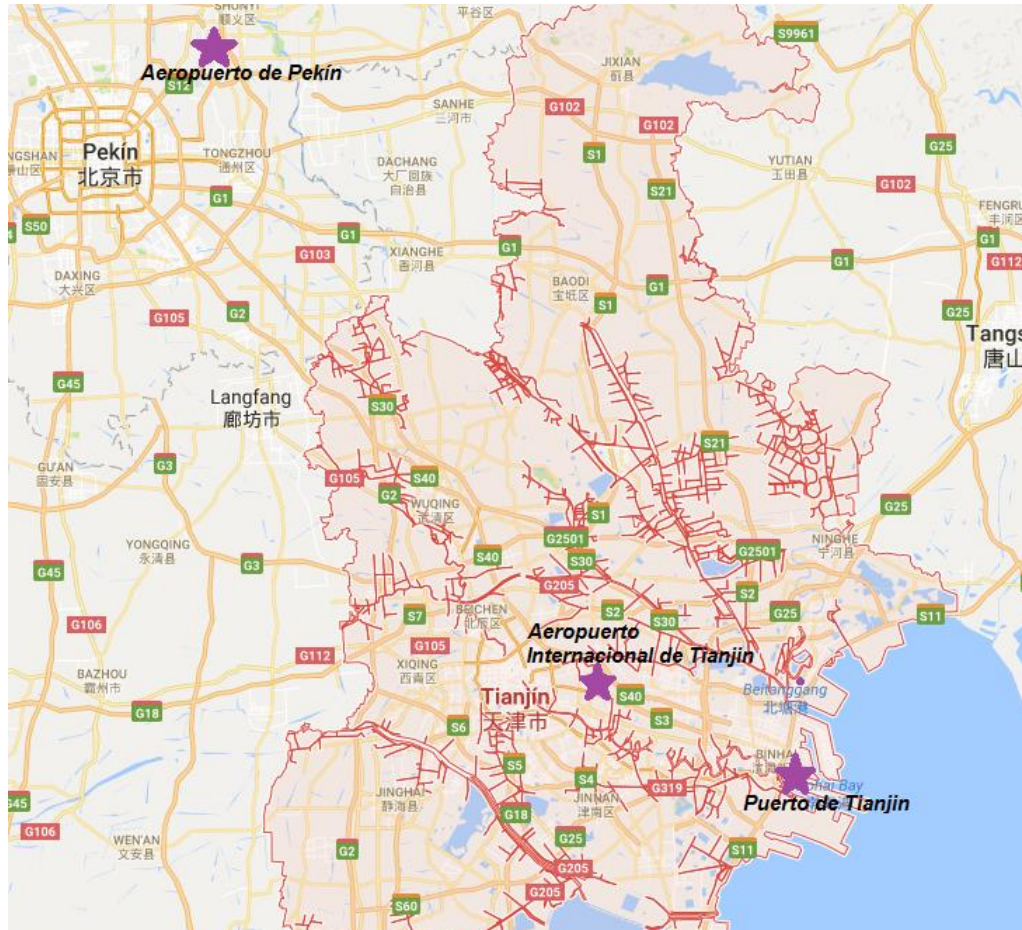 SHUNYI
顺义区
平谷区
S9961
Aeropuerto de Pekín
S12
JIXIAN
蓟县
SANHE
三河市
G102
G102
G25
Pekín
北京市
TONGZHOU
通州区
DACHANG
大厂回族
自治县
S1
YUTIAN
玉田县
G102
S21
G1
S50
G1
XIANGHE
香河县
G103
G1
G1
G1
G112
DAXING
大兴区
BAODI
宝坻区
G1
S1
G105
G2
G25
唐山
G45
Langfang
廊坊市
S30
S21
GU'AN
固安县
G3
G105
S40
G2
WUQING
武清区
S1
G25
YONGQING
永清县
G3
G45
G2501
S30
S40
G2501
NINGHE
宁河县
G205
S2
G106
S7
BEICHEN
北辰区
S2
S30
G25
S11
G105
Aeropuerto
Internacional de Tianjin
G112
BAZHOU
霸州市
XIQING
西青区
Tianjín
天津市
S40
Beitanggang
北塘港
G18
S6
S3
S5
BINHAI
S4
G319
Bay
Puerto de Tianjin
G45
G106
JINGHAI
静海县
JINNAN
津南区
G18
WEN'AN
文安县
G2
G25
S11
G205
G205
S60